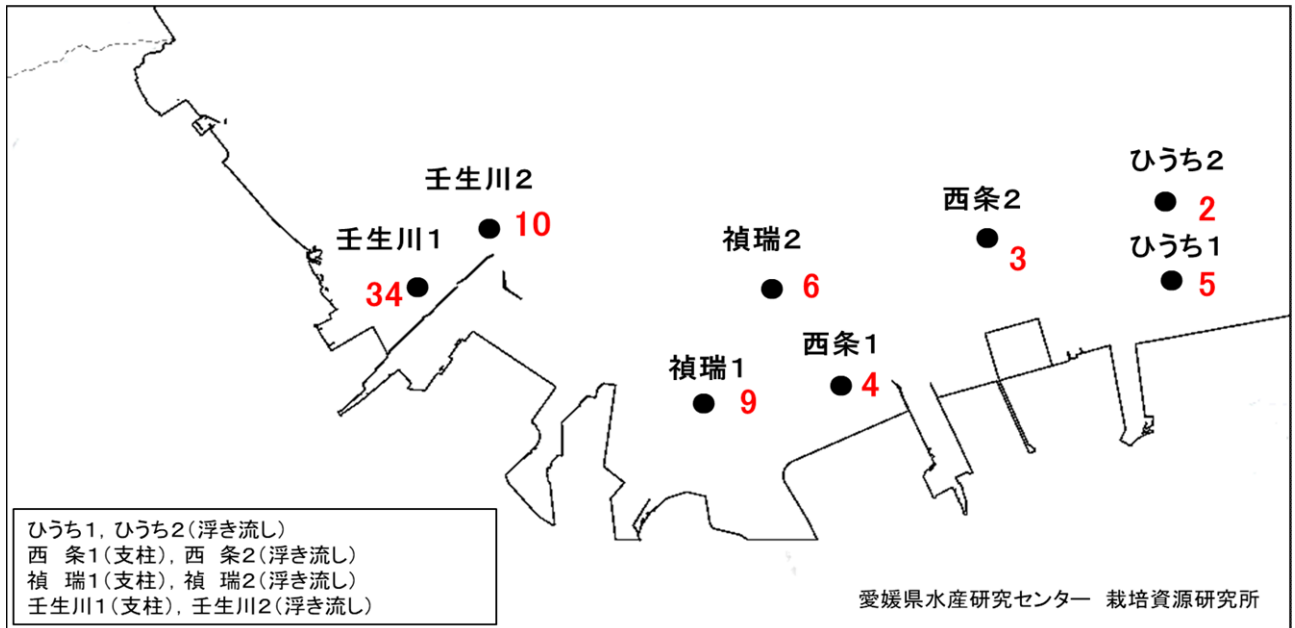 ひうち2
2
壬生川2
10
西条2
3
壬生川1
34
禎瑞2
6
ひうち1
5
西条1
4
禎瑞1
9
ひうち1, ひうち2(浮き流し)
西 条1(支柱), 西 条2(浮き流し)
禎 瑞1(支柱), 禎 瑞2(浮き流し)
壬生川1(支柱), 壬生川2(浮き流し)
愛媛県水産研究センター 栽培資源研究所